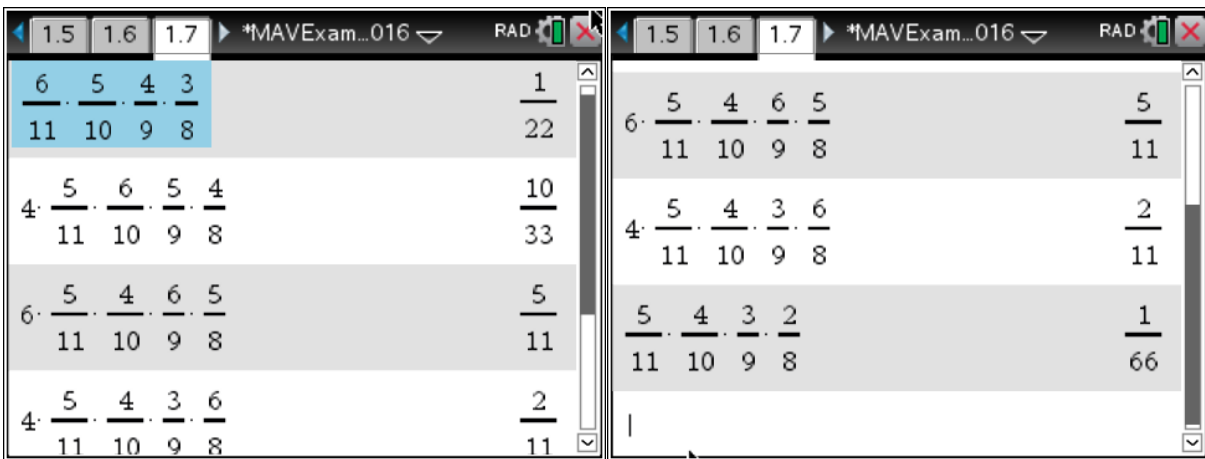 1.5 1.6 1.7 *MAVExam...016 RAD
6/11 · 5/10 · 4/9 · 3/8 1/22
4 · 5/11 · 6/10 · 5/9 · 4/8 10/33
6 · 5/11 · 4/10 · 6/9 · 5/8 5/11
4 · 5/11 · 4/10 · 3/9 · 6/8 2/11
1.5 1.6 1.7 *MAVExam...016 RAD
6 · 5/11 · 4/10 · 6/9 · 5/8 5/11
4 · 5/11 · 4/10 · 3/9 · 6/8 2/11
5/11 · 4/10 · 3/9 · 2/8 1/66